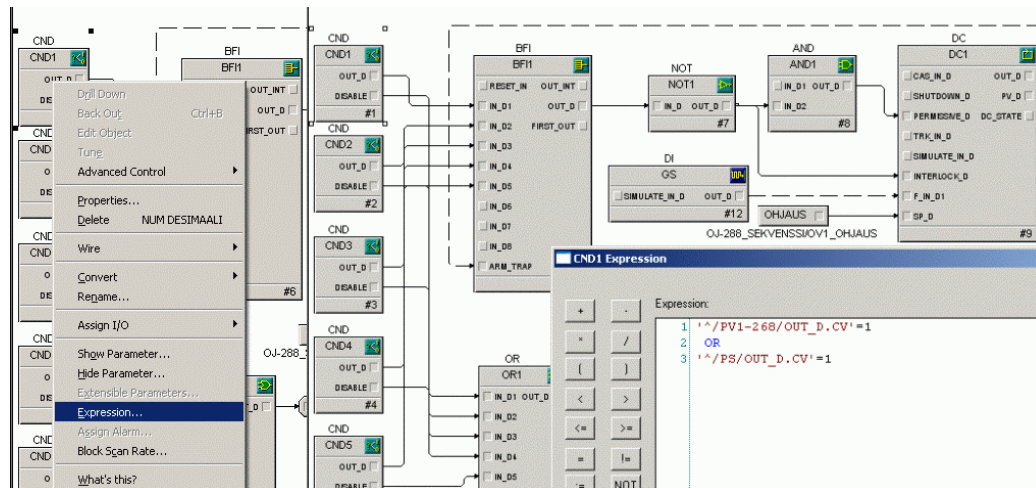 CND
CND1
OUT_D
Drill Down
Back Out Ctrl+B
Edit Object
Tune
Advanced Control
Properties...
Delete NUM DESIMAALI
Wire
Convert
Rename...
Assign I/O
Show Parameter...
Hide Parameter...
Extensible Parameters...
Expression...
Assign Alarm...
Block Scan Rate...
What's this?
CND
CND
CND
CND
CND
CND
BFI
BFI1
OUT_INT
OUT_D
#6
CND
CND1
OUT_D
DISABLE
#1
CND
CND2
OUT_D
DISABLE
#2
CND
CND3
OUT_D
DISABLE
#3
CND
CND4
OUT_D
DISABLE
#4
CND
CND5
OUT_D
DISABLE
BFI
BFI1
RESET_IN OUT_INT
IN_D1 OUT_D
IN_D2 FIRST_OUT
IN_D3
IN_D4
IN_D5
IN_D6
IN_D7
IN_D8
ARM_TRAP
OR
OR1
IN_D1 OUT_D
IN_D2
IN_D3
IN_D4
IN_D5
NOT
NOT1
IN_D OUT_D
#7
AND
AND1
IN_D1 OUT_D
IN_D2
#8
DI
GS
SIMULATE_IN_D OUT_D
#12
OHJAUS
OJ-288_SEKVENSSI/OV1_OHJAUS
DC
DC1
CAS_IN_D OUT_D
SHUTDOWN_D PV_D
PERMISSIVE_D DC_STATE
TRK_IN_D
SIMULATE_IN_D
INTERLOCK_D
F_IN_D1
SP_D
#9
CND1 Expression
Expression:
+ -
* /
( )
< >
<= >=
= !=
:= NOT
1 '^/PV1-268/OUT_D.CV'=1
2 OR
3 '^/PS/OUT_D.CV'=1